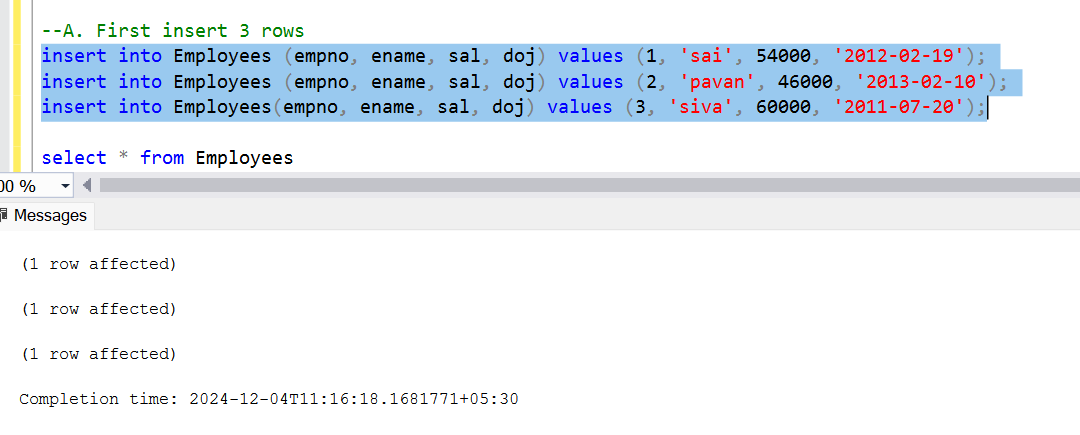 --A. First insert 3 rows
insert into Employees (empno, ename, sal, doj) values (1, 'sai', 54000, '2012-02-19');
insert into Employees (empno, ename, sal, doj) values (2, 'pavan', 46000, '2013-02-10');
insert into Employees(empno, ename, sal, doj) values (3, 'siva', 60000, '2011-07-20');
select * from Employees
00 %
Messages
(1 row affected)
(1 row affected)
(1 row affected)
Completion time: 2024-12-04T11:16:18.1681771+05:30